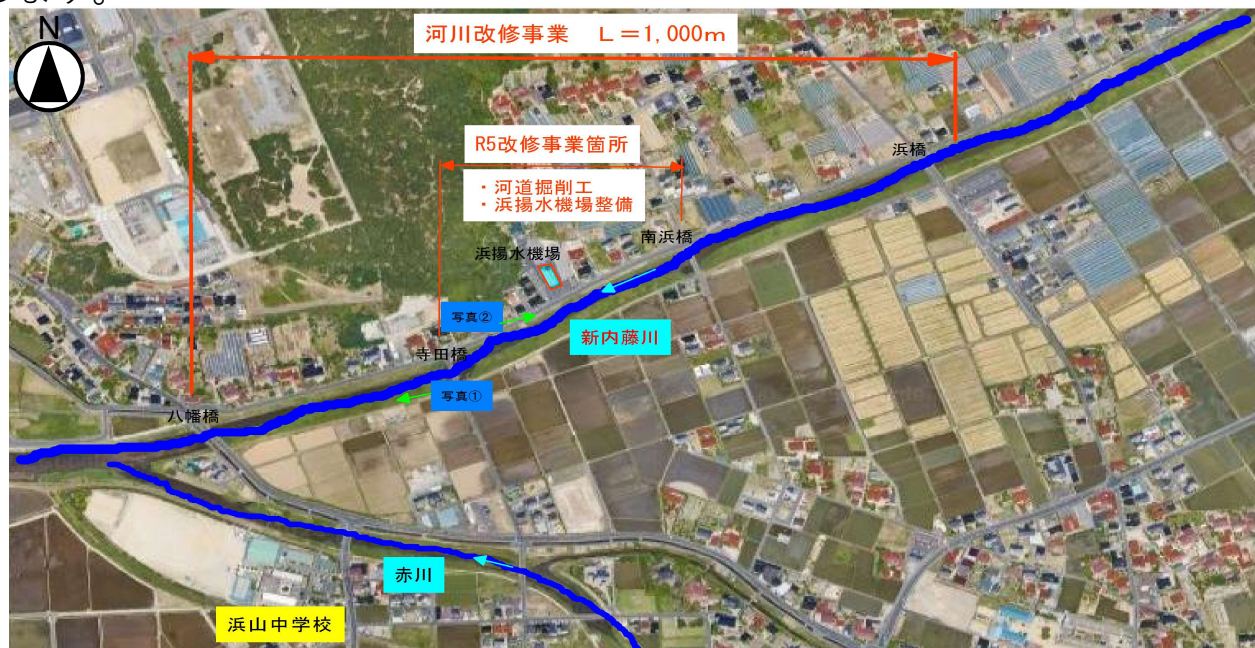 N
河川改修事業 L=1,000m
R5改修事業箇所
・河道掘削工
・浜揚水機場整備
浜橋
南浜橋
浜揚水機場
写真②
新内藤川
寺田橋
写真①
八幡橋
赤川
浜山中学校